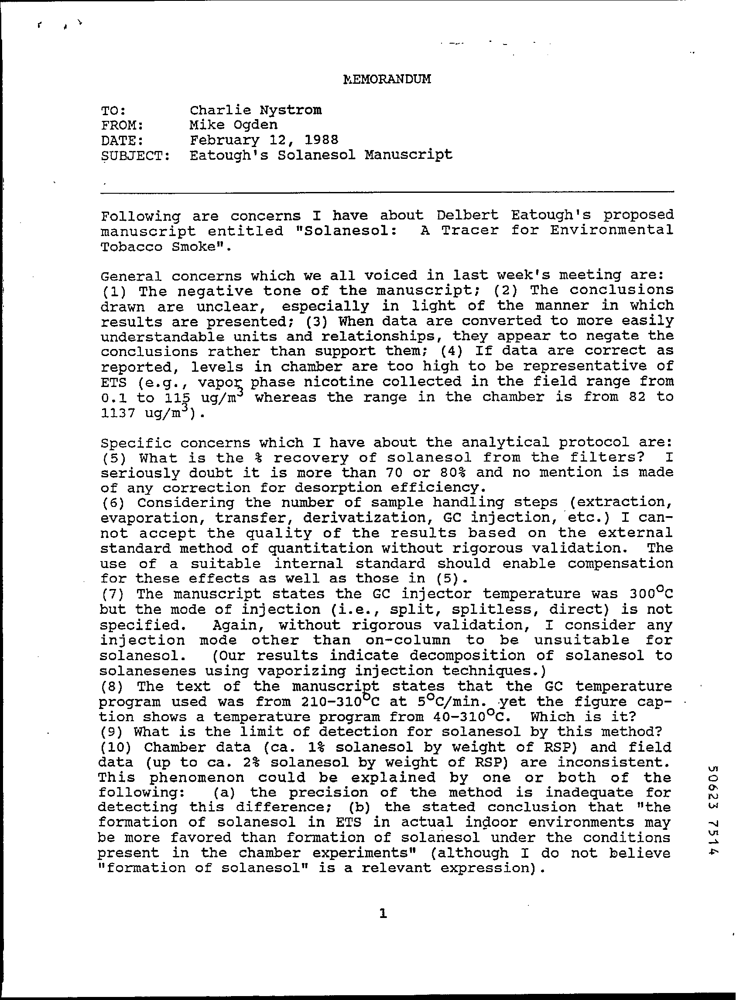 MEMORANDUM
TO: Charlie Nystrom
FROM: Mike Ogden
DATE: February 12, 1988
SUBJECT: Eatough's Solanesol Manuscript
Following are concerns I have about Delbert Eatough's proposed
manuscript entitled "Solanesol: A Tracer for Environmental
Tobacco Smoke".
General concerns which we all voiced in last week's meeting are:
(1) The negative tone of the manuscript; (2) The conclusions
drawn are unclear, especially in light of the manner in which
results are presented; (3) When data are converted to more easily
understandable units and relationships, they appear to negate the
conclusions rather than support them; (4) If data are correct as
reported, levels in chamber are too high to be representative of
ETS (e.g., vapor phase nicotine collected in the field range from
0.1 to 115 ug/m³ whereas the range in the chamber is from 82 to
1137 ug/m³).
Specific concerns which I have about the analytical protocol are:
(5) What is the % recovery of solanesol from the filters? I
seriously doubt it is more than 70 or 80% and no mention is made
of any correction for desorption efficiency.
(6) Considering the number of sample handling steps (extraction,
evaporation, transfer, derivatization, GC injection, etc.) I can-
not accept the quality of the results based on the external
standard method of quantitation without rigorous validation. The
use of a suitable internal standard should enable compensation
for these effects as well as those in (5).
(7) The manuscript states the GC injector temperature was 300°C
but the mode of injection (i.e., split, splitless, direct) is not
specified. Again, without rigorous validation, I consider any
injection mode other than on-column to be unsuitable for
solanesol. (Our results indicate decomposition of solanesol to
solanesenes using vaporizing injection techniques.)
(8) The text of the manuscript states that the GC temperature
program used was from 210-310°C at 5°C/min. yet the figure cap-
tion shows a temperature program from 40-310°C. Which is it?
(9) What is the limit of detection for solanesol by this method?
(10) Chamber data (ca. 1% solanesol by weight of RSP) and field
data (up to ca. 2% solanesol by weight of RSP) are inconsistent.
This phenomenon could be explained by one or both of the
following: (a) the precision of the method is inadequate for
detecting this difference; (b) the stated conclusion that "the
formation of solanesol in ETS in actual indoor environments may
be more favored than formation of solanesol under the conditions
present in the chamber experiments" (although I do not believe
"formation of solanesol" is a relevant expression).
50623 7514
1